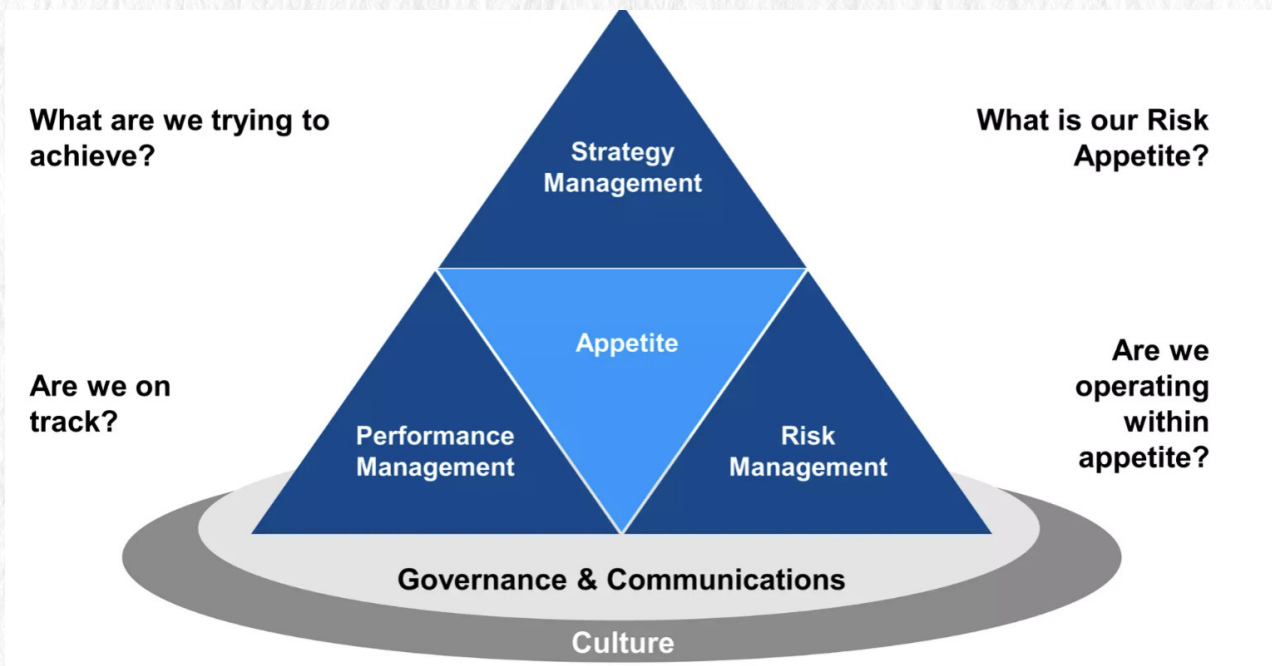 What are we trying to
achieve?
What is our Risk
Appetite?
Strategy
Management
Appetite
Are we on
track?
Are we
operating
within
appetite?
Performance
Management
Risk
Management
Governance & Communications
Culture